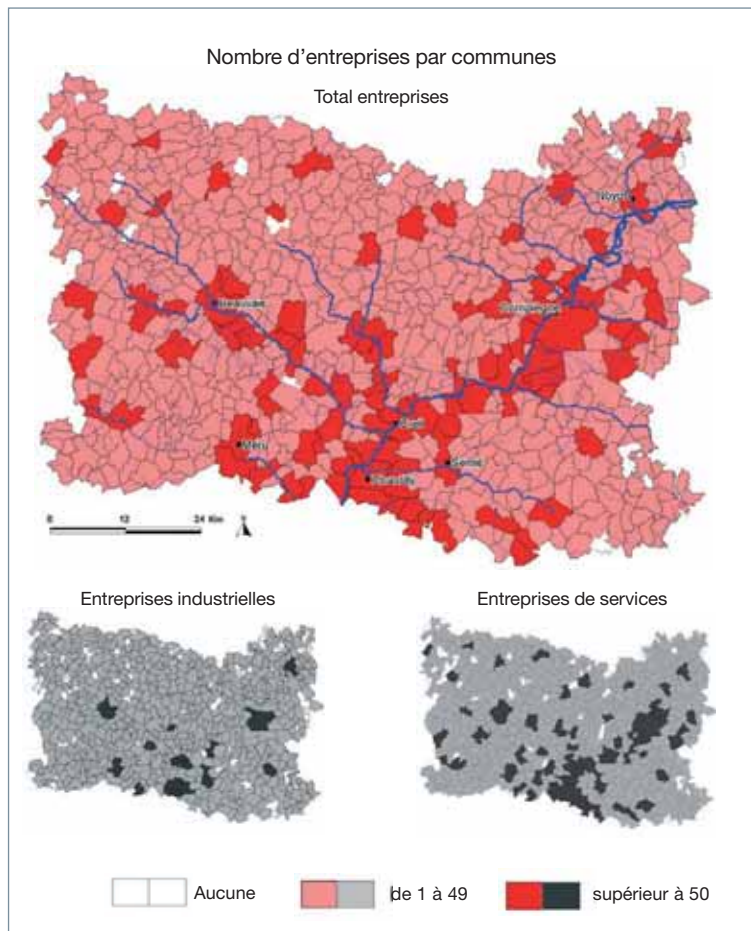 Nombre d'entreprises par communes
Total entreprises
Noyon
Beauvais
Compiègne
Creil
Méru
Senlis
Chantilly
0 12 24 Km
Entreprises industrielles
Entreprises de services
Aucune
de 1 à 49
supérieur à 50